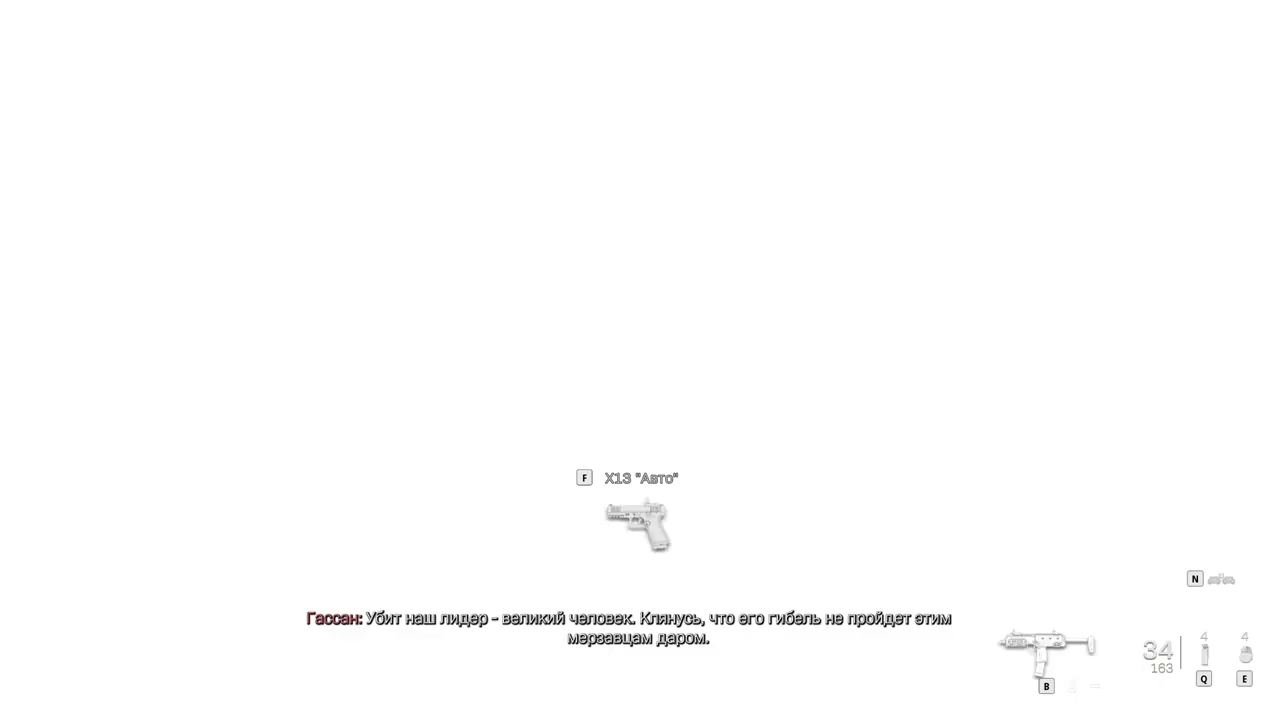 F X13 "Авто"
N
Гассан: Убит наш лидер - великий человек. Клянусь, что его гибель не пройдет этим
мерзавцам даром.
34
163
4
4
B
Q
E